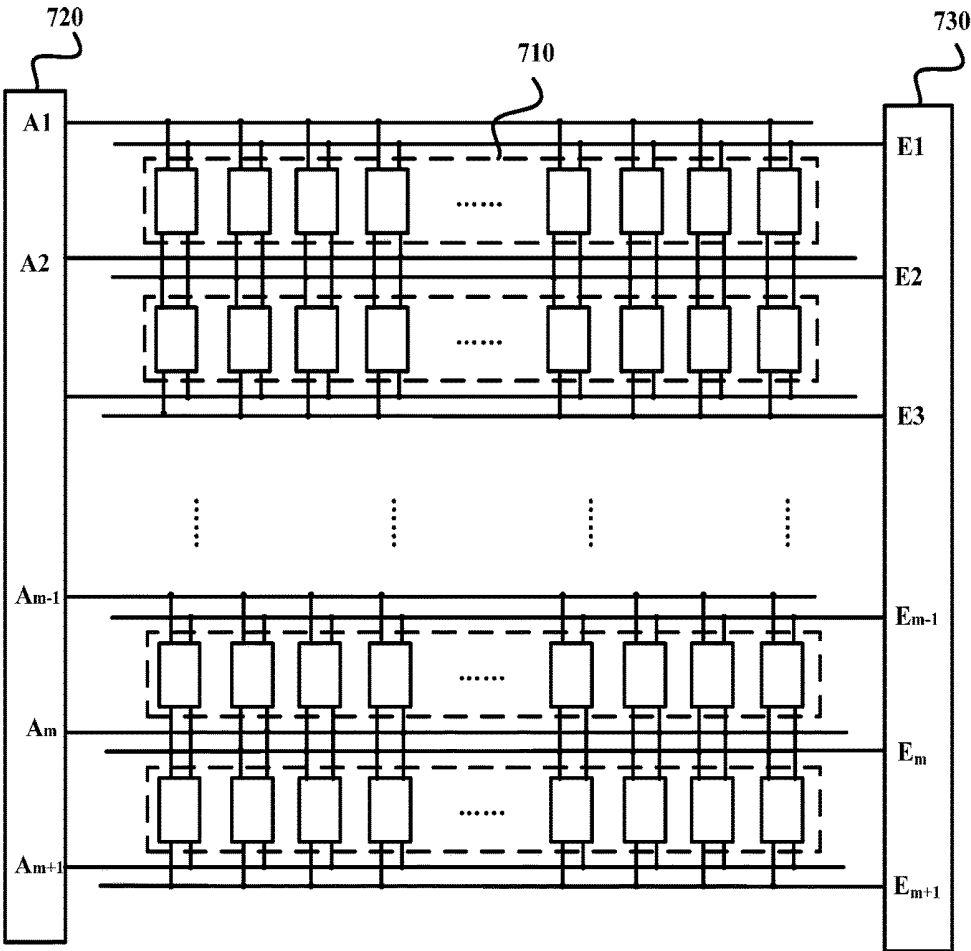 720
730
710
A1
E1
......
A2
E2
......
E3
Am-1
Em-1
......
Am
Em
......
Am+1
Em+1